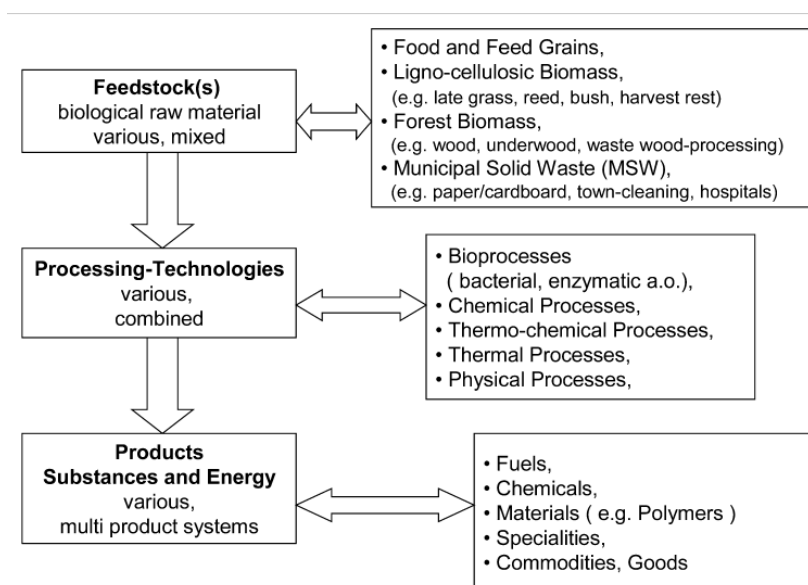 Feedstock(s)
biological raw material
various, mixed
• Food and Feed Grains,
• Ligno-cellulosic Biomass,
(e.g. late grass, reed, bush, harvest rest)
• Forest Biomass,
(e.g. wood, underwood, waste wood-processing)
• Municipal Solid Waste (MSW),
(e.g. paper/cardboard, town-cleaning, hospitals)
Processing-Technologies
various,
combined
• Bioprocesses
( bacterial, enzymatic a.o.),
• Chemical Processes,
• Thermo-chemical Processes,
• Thermal Processes,
• Physical Processes,
Products
Substances and Energy
various,
multi product systems
• Fuels,
• Chemicals,
• Materials ( e.g. Polymers )
• Specialities,
• Commodities, Goods